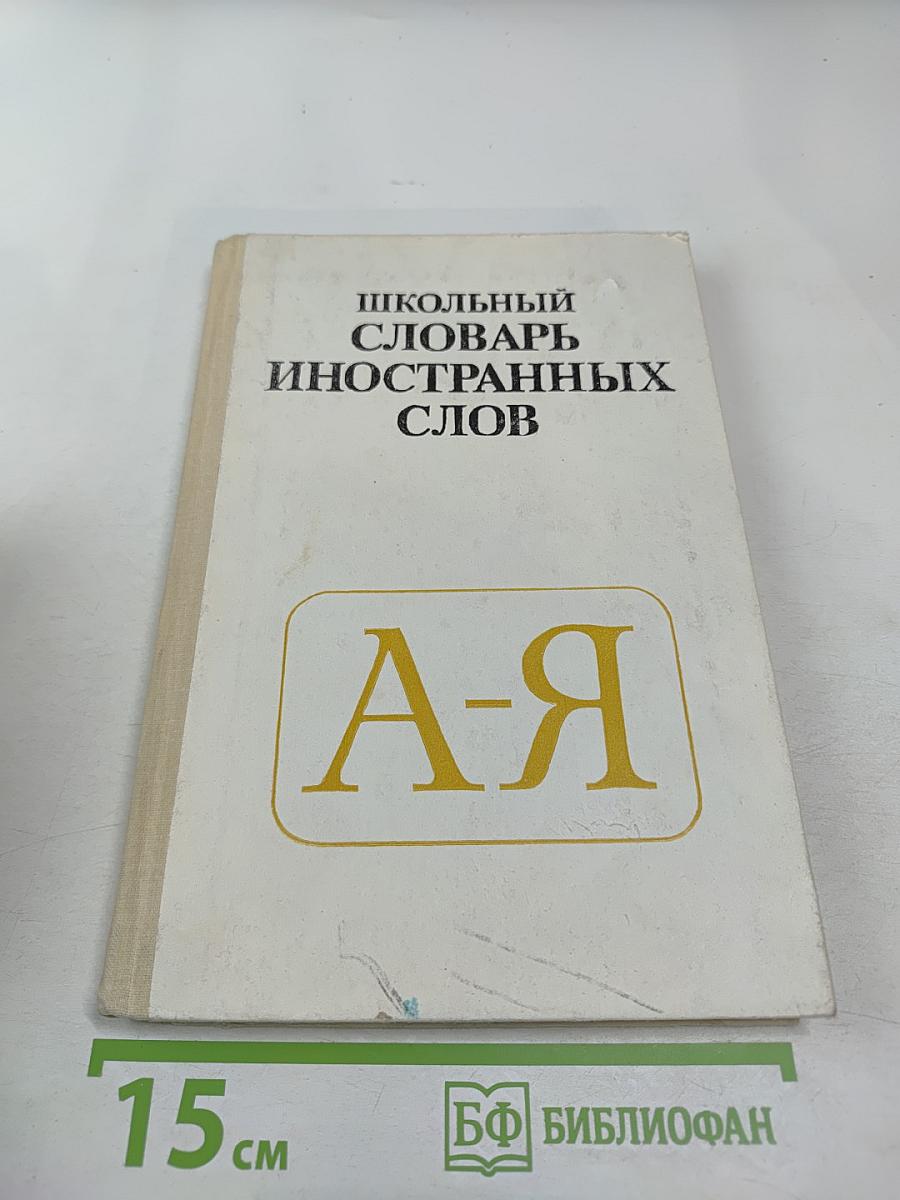 ШКОЛЬНЫЙ
СЛОВАРЬ
ИНОСТРАННЫХ
СЛОВ
А-Я
15 см
БФ БИБЛИОФАН